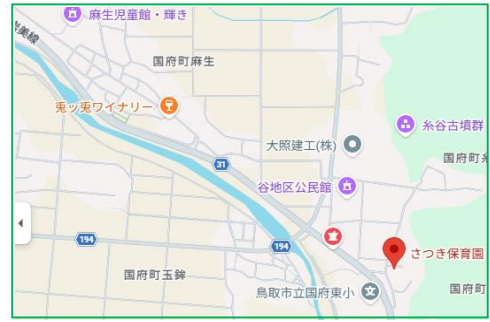 麻生児童館・輝き
岩美線
国府町麻生
兎ッ兎ワイナリー
大照建工(株)
糸谷古墳群
国府町糸
31
谷地区公民館
194
194
さつき保育園
国府町玉鉾
鳥取市立国府東小
国府町